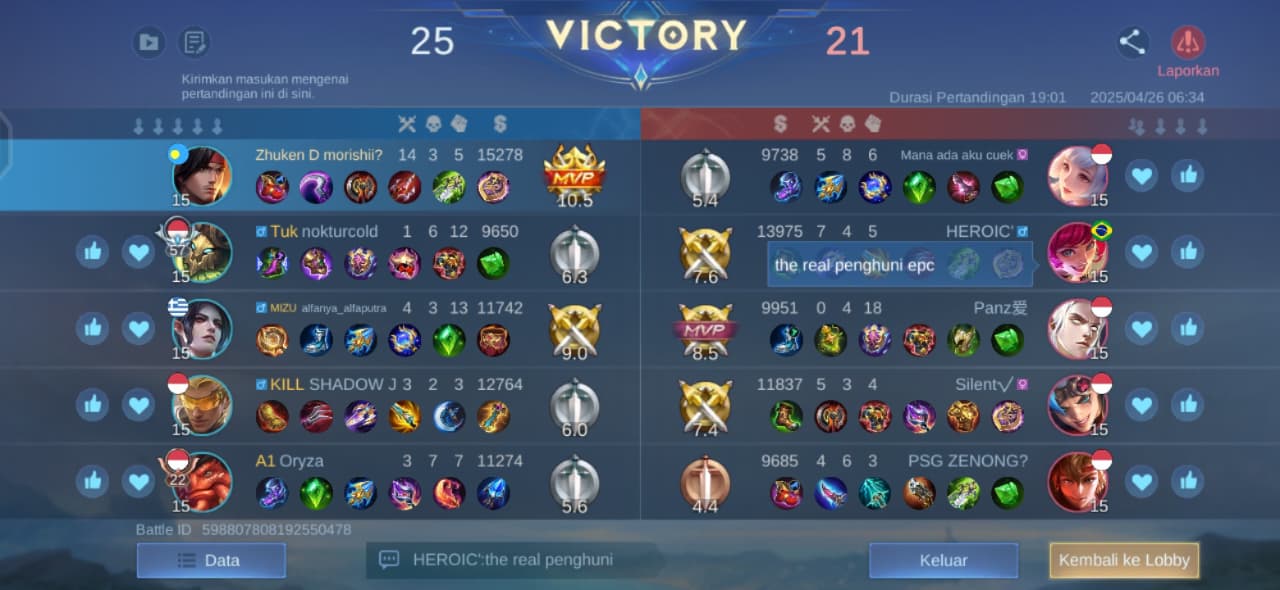 25 VICTORY 21
Laporkan
Kirimkan masukan mengenai
pertandingan ini di sini.
Durasi Pertandingan 19:01 2025/04/26 06:34
Zhuken D morishii? 14 3 5 15278
15 MVP 10.5
5.4 9738 5 8 6 Mana ada aku cuek
15
57 Tuk nokturcold 1 6 12 9650
15 6.3
7.6 13975 7 4 5 HEROIC'
the real penghuni epc
15
MIZU alfanya_alfaputra 4 3 13 11742
15 9.0
MVP 8.5 9951 0 4 18 Panz爱
15
KILL SHADOW J 3 2 3 12764
15 6.0
7.4 11837 5 3 4 Silent✓
15
22 A1 Oryza 3 7 7 11274
15 5.6
4.4 9685 4 6 3 PSG ZENONG?
15
Battle ID 598807808192550478
Data
HEROIC':the real penghuni
Keluar
Kembali ke Lobby